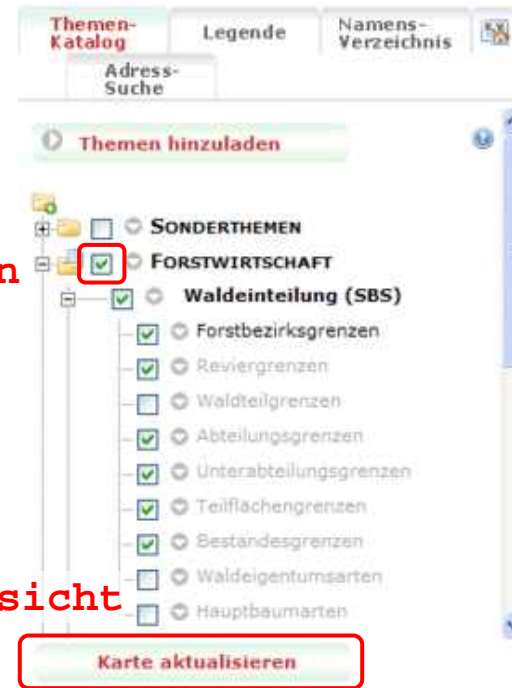 Themen-
Katalog
Legende
Namens-
Verzeichnis
Adress-
Suche
Themen hinzuladen
SONDERTHEMEN
n
FORSTWIRTSCHAFT
Waldeinteilung (SBS)
Forstbezirksgrenzen
Reviergrenzen
Waldteilgrenzen
Abteilungsgrenzen
Unterabteilungsgrenzen
Teilflächengrenzen
Bestandesgrenzen
Waldeigentumsarten
sicht
Hauptbaumarten
Karte aktualisieren